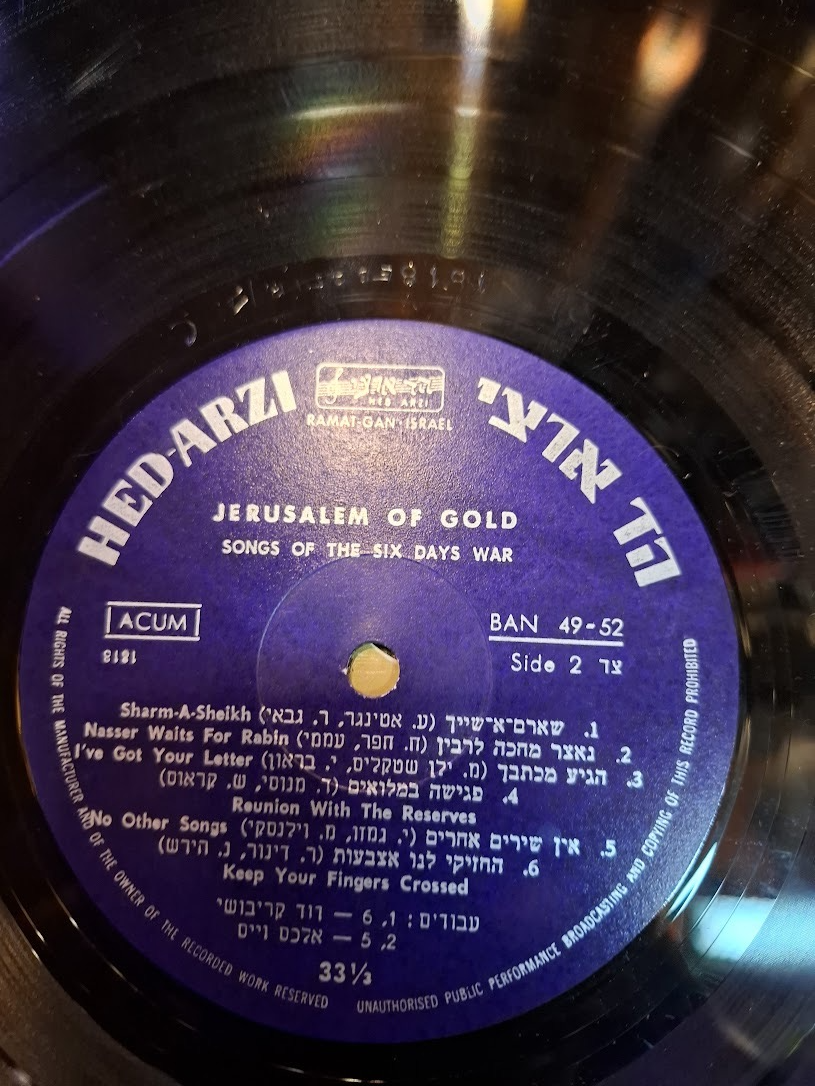 HED-ARZI
הד ארצי
HED ARZI
RAMAT-GAN ISRAEL
הד ארצי
JERUSALEM OF GOLD
SONGS OF THE SIX DAYS WAR
ACUM
1818
BAN 49-52
Side 2 צד
1. שארם־א־שייך (ע. אטינגר, ר. גבאי) Sharm-A-Sheikh
2. נאצר מחכה לרבין (ח. חפר, עממי) Nasser Waits For Rabin
3. הגיע מכתבך (מ. ילן שטקליס, י. בראון) I've Got Your Letter
4. פגישה במלואים (ד. מנוסי, ש. קראוס)
Reunion With The Reserves
5. אין שירים אחרים (י. גמזו, מ. וילנסקי) No Other Songs
6. החזיקי לנו אצבעות (ר. דינור, נ. הירש)
Keep Your Fingers Crossed
עבודים: 1, 6 — דוד קריבושי
2, 5 — אלכס וייס
33⅓
ALL RIGHTS OF THE MANUFACTURER AND OF THE OWNER OF THE RECORDED WORK RESERVED
UNAUTHORISED PUBLIC PERFORMANCE BROADCASTING AND COPYING OF THIS RECORD PROHIBITED